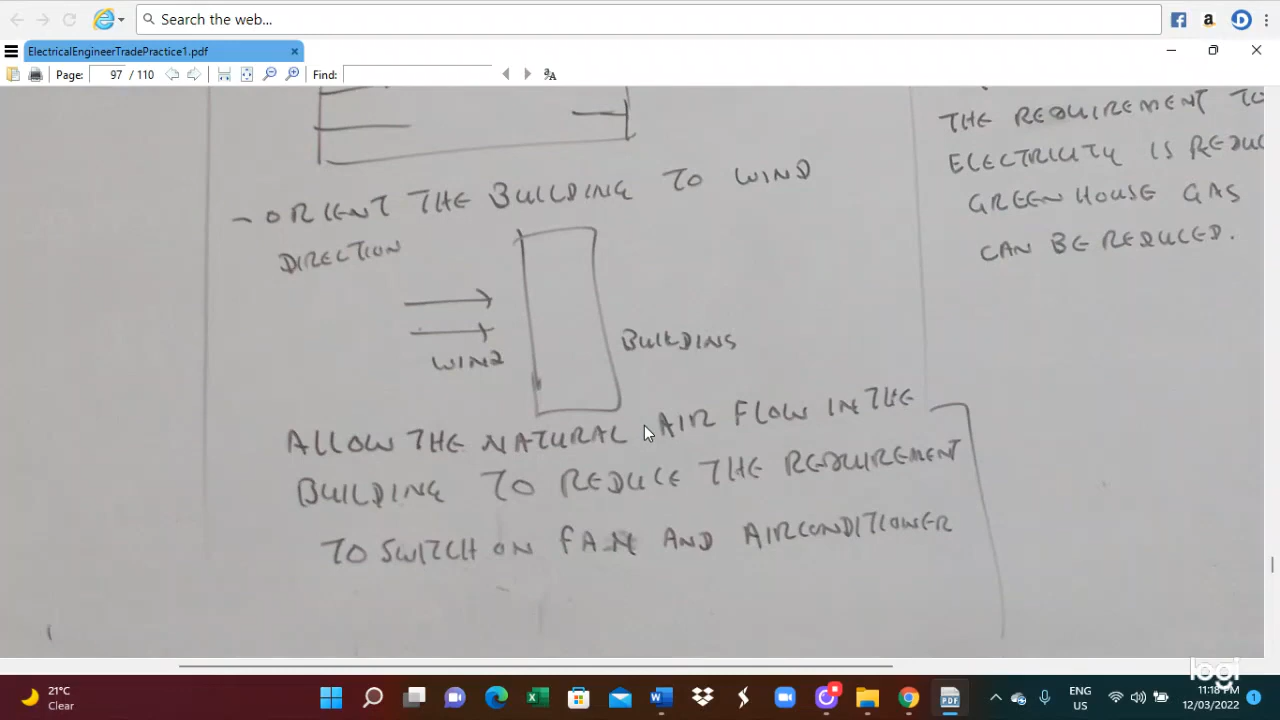 Search the web...
ElectricalEngineerTradePractice1.pdf
Page: 97 / 110 Find:
- ORIENT THE BUILDING TO WIND
DIRECTION
WIND
BUILDING
ALLOW THE NATURAL AIR FLOW IN THE
BUILDING TO REDUCE THE REQUIREMENT
TO SWITCH ON FAN AND AIRCONDITIONER
THE REQUIREMENT TO
ELECTRICITY IS REDUC
GREEN HOUSE GAS
CAN BE REDUCED.
logi
21°C
Clear
ENG
US
11:18 PM
12/03/2022